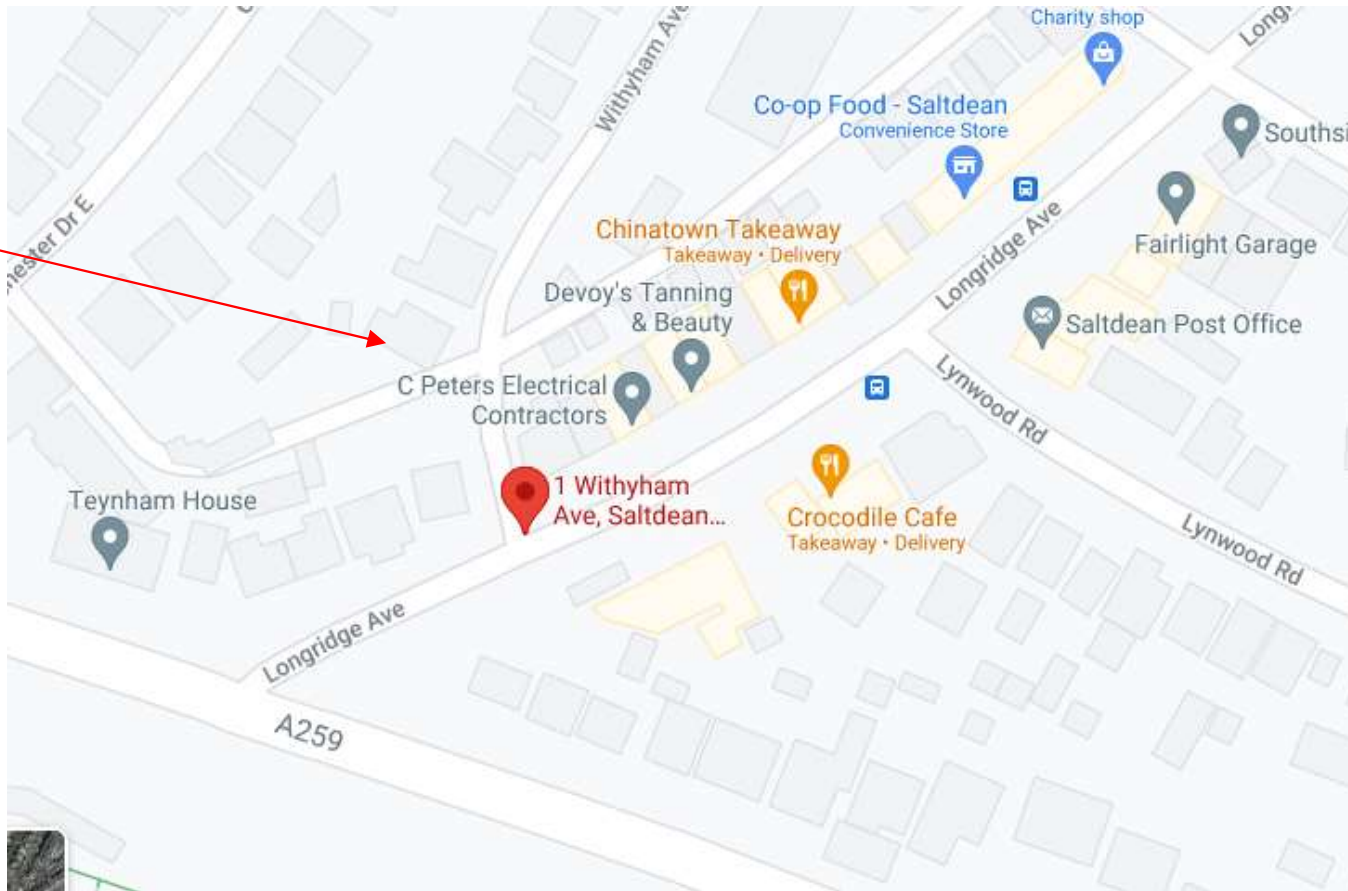 Charity shop
Withyham Ave
Co-op Food - Saltdean
Convenience Store
Southsi
Chinatown Takeaway
Takeaway • Delivery
Longridge Ave
Fairlight Garage
Devoy's Tanning
& Beauty
Saltdean Post Office
C Peters Electrical
Contractors
Lynwood Rd
1 Withyham
Ave, Saltdean...
Teynham House
Crocodile Cafe
Takeaway • Delivery
Lynwood Rd
Longridge Ave
A259